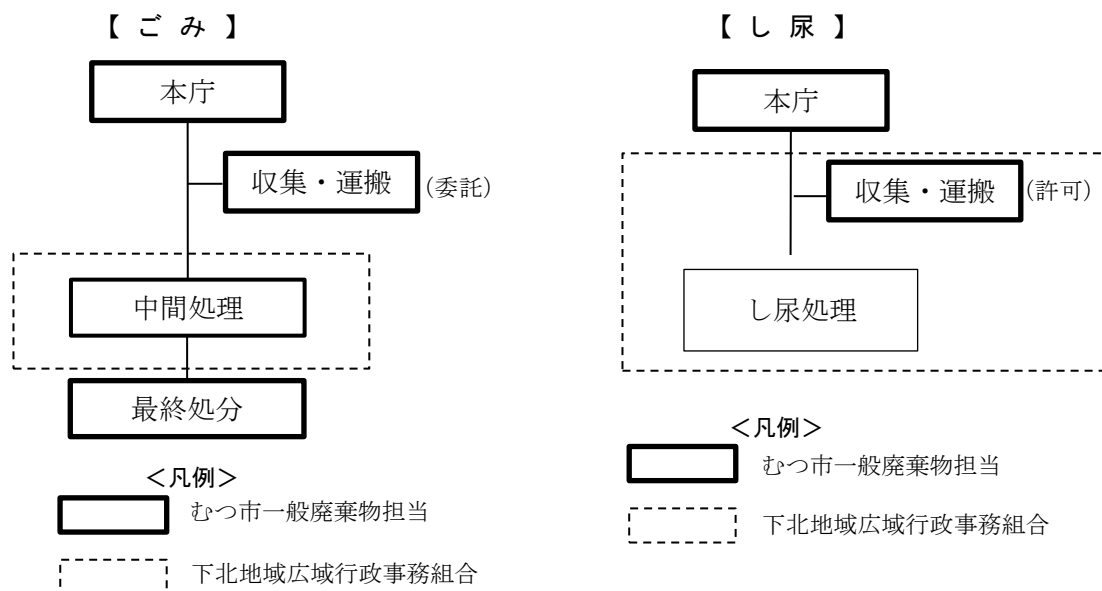 【 ご み 】
本庁
収集・運搬
(委託)
中間処理
最終処分
＜凡例＞
むつ市一般廃棄物担当
下北地域広域行政事務組合
【 し 尿 】
本庁
収集・運搬
(許可)
し尿処理
＜凡例＞
むつ市一般廃棄物担当
下北地域広域行政事務組合